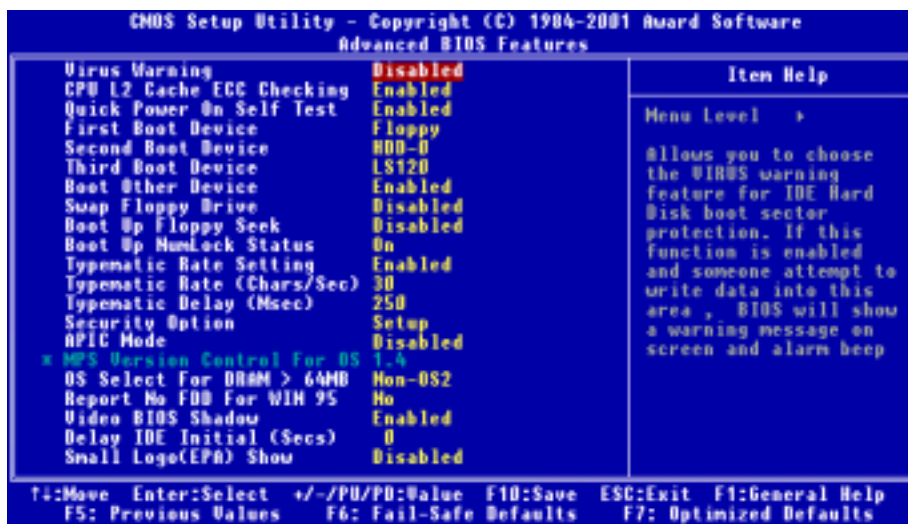 CMOS Setup Utility - Copyright (C) 1984-2001 Award Software
Advanced BIOS Features
Virus Warning Disabled
CPU L2 Cache ECC Checking Enabled
Quick Power On Self Test Enabled
First Boot Device Floppy
Second Boot Device HDD-0
Third Boot Device LS120
Boot Other Device Enabled
Swap Floppy Drive Disabled
Boot Up Floppy Seek Disabled
Boot Up NumLock Status On
Typematic Rate Setting Enabled
Typematic Rate (Chars/Sec) 30
Typematic Delay (Msec) 250
Security Option Setup
APIC Mode Disabled
x MPS Version Control For OS 1.4
OS Select For DRAM > 64MB Non-OS2
Report No FDD For WIN 95 No
Video BIOS Shadow Enabled
Delay IDE Initial (Secs) 0
Small Logo(EPA) Show Disabled
Item Help
Menu Level ▸
Allows you to choose
the VIRUS warning
feature for IDE Hard
Disk boot sector
protection. If this
function is enabled
and someone attempt to
write data into this
area , BIOS will show
a warning message on
screen and alarm beep
↑↓:Move Enter:Select +/-/PU/PD:Value F10:Save ESC:Exit F1:General Help
F5: Previous Values F6: Fail-Safe Defaults F7: Optimized Defaults